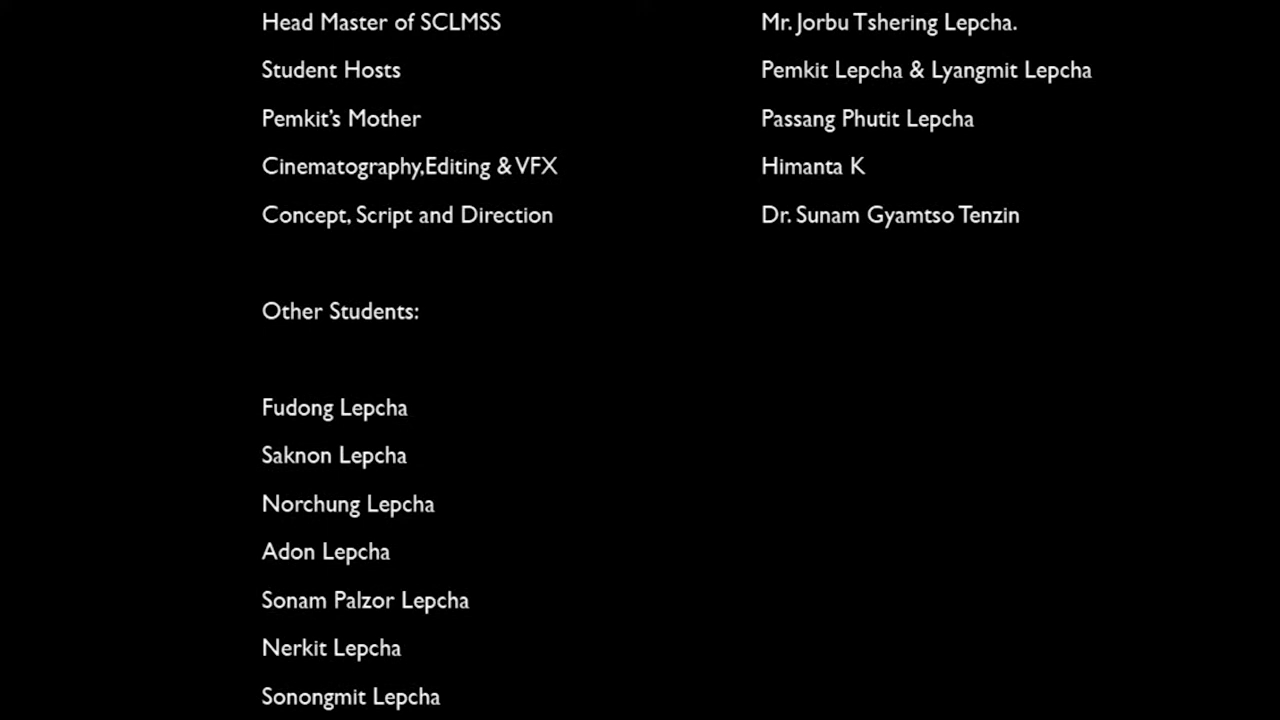 Head Master of SCLMSS Mr. Jorbu Tshering Lepcha.
Student Hosts Pemkit Lepcha & Lyangmit Lepcha
Pemkit’s Mother Passang Phutit Lepcha
Cinematography,Editing & VFX Himanta K
Concept, Script and Direction Dr. Sunam Gyamtso Tenzin
Other Students:
Fudong Lepcha
Saknon Lepcha
Norchung Lepcha
Adon Lepcha
Sonam Palzor Lepcha
Nerkit Lepcha
Sonongmit Lepcha